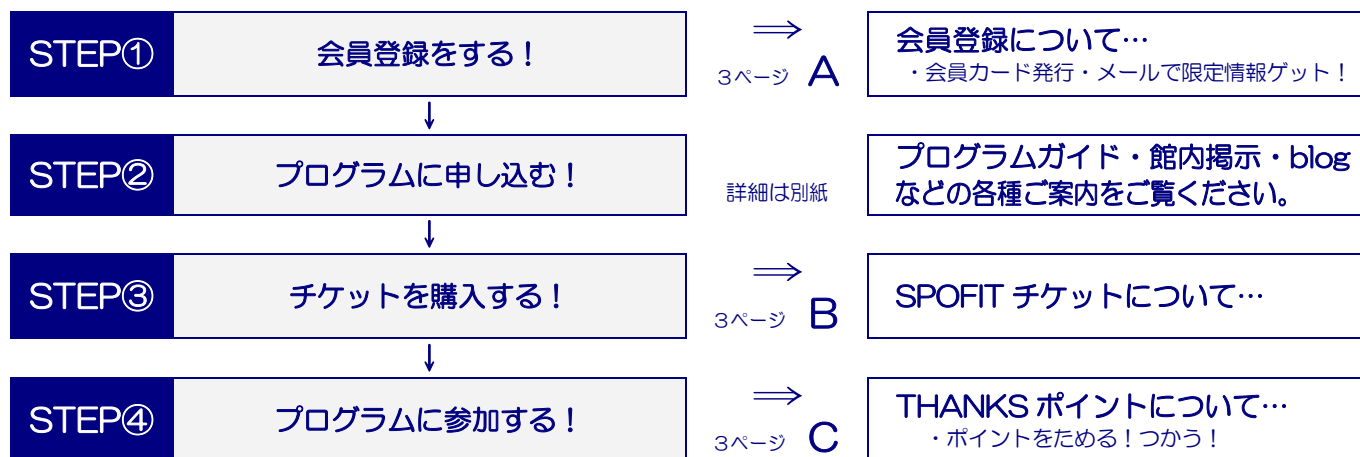 STEP① 会員登録をする！ ⇒ 会員登録について…
3ページ A ・会員カード発行・メールで限定情報ゲット！
↓
STEP② プログラムに申し込む！ プログラムガイド・館内掲示・blog
詳細は別紙 などの各種ご案内をご覧ください。
↓
STEP③ チケットを購入する！ ⇒ SPOFIT チケットについて…
3ページ B
↓
STEP④ プログラムに参加する！ ⇒ THANKS ポイントについて…
3ページ C ・ポイントをためる！つかう！